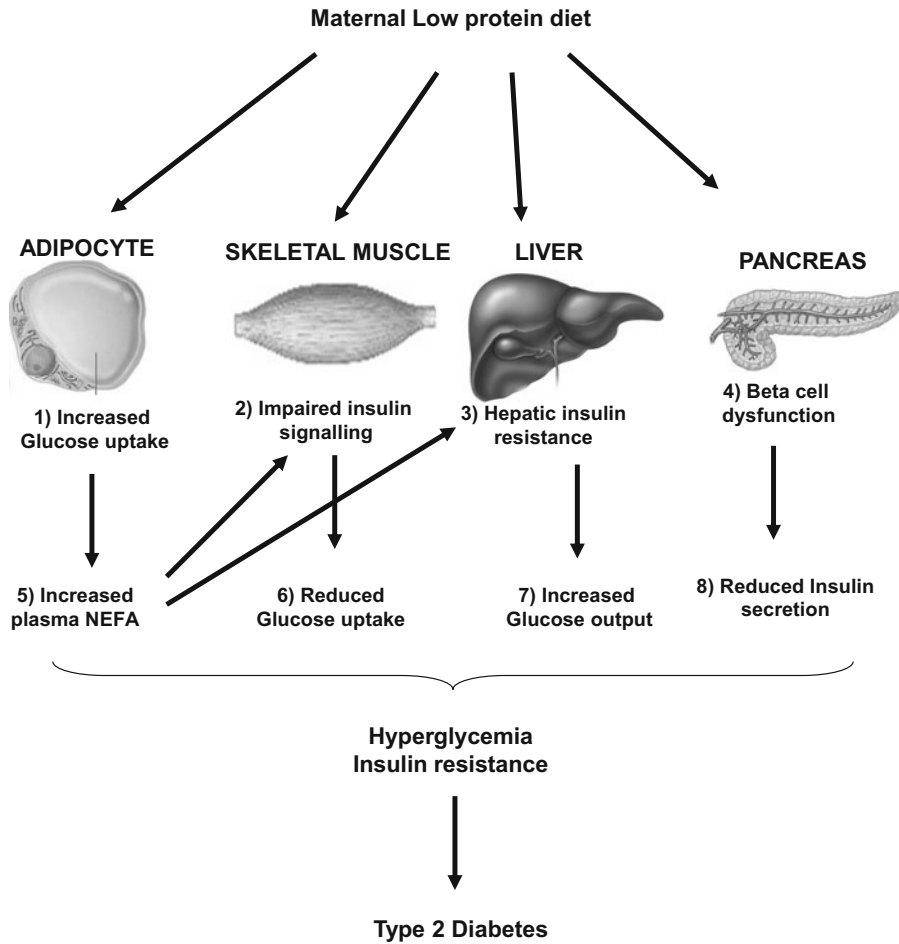 Maternal Low protein diet
ADIPOCYTE
SKELETAL MUSCLE
LIVER
PANCREAS
1) Increased
Glucose uptake
2) Impaired insulin
signalling
3) Hepatic insulin
resistance
4) Beta cell
dysfunction
5) Increased
plasma NEFA
6) Reduced
Glucose uptake
7) Increased
Glucose output
8) Reduced Insulin
secretion
Hyperglycemia
Insulin resistance
Type 2 Diabetes